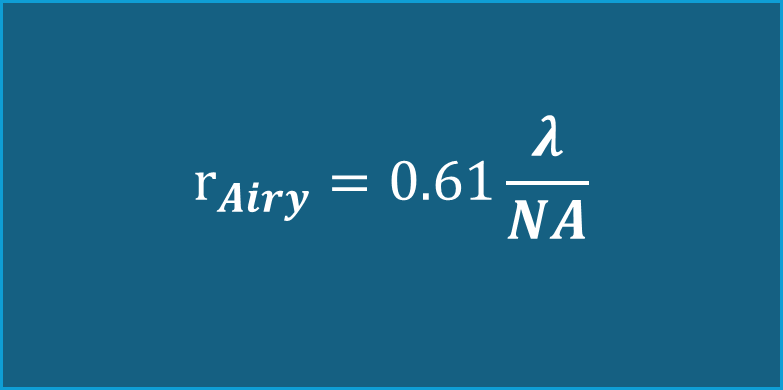 r_Airy = 0.61 λ/NA